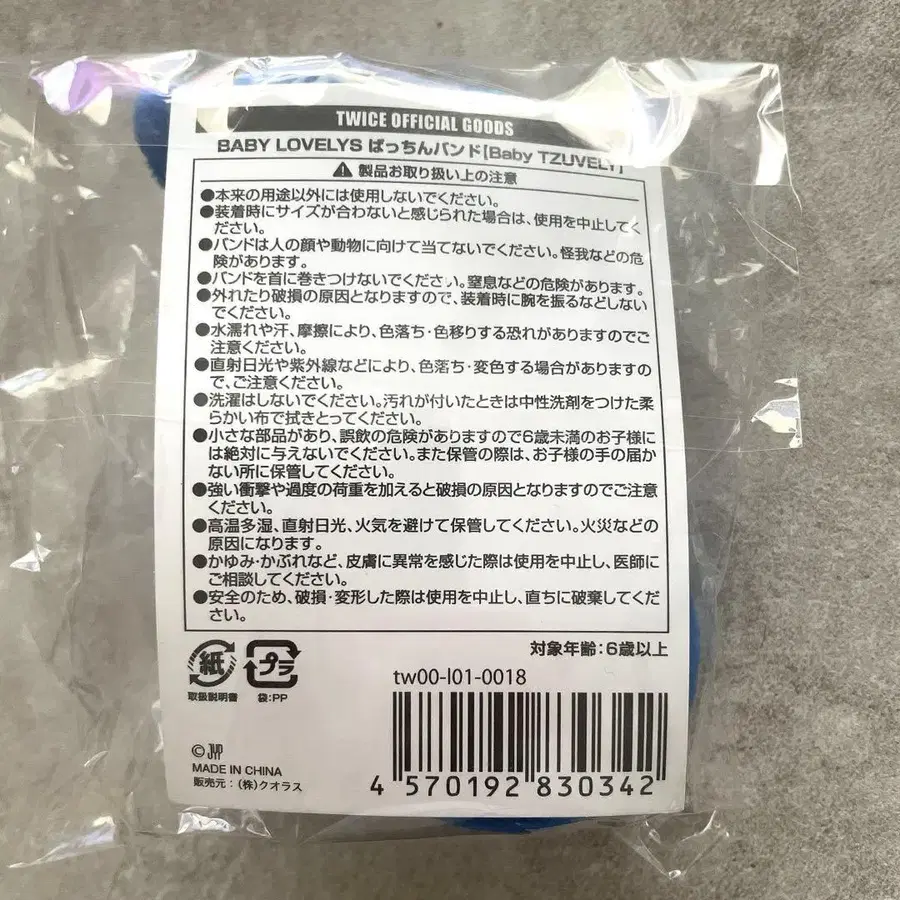 TWICE OFFICIAL GOODS
BABY LOVELYS ぱっちんバンド[Baby TZUVELY]
製品お取り扱い上の注意
●本来の用途以外には使用しないでください。
●装着時にサイズが合わないと感じられた場合は、使用を中止してく
ださい。
●バンドは人の顔や動物に向けて当てないでください。怪我などの危
険があります。
●バンドを首に巻きつけないでください。窒息などの危険があります。
●外れたり破損の原因となりますので、装着時に腕を振るなどしない
でください。
●水濡れや汗、摩擦により、色落ち・色移りする恐れがありますのでご
注意ください。
●直射日光や紫外線などにより、色落ち・変色する場合がありますの
で、ご注意ください。
●洗濯はしないでください。汚れが付いたときは中性洗剤をつけた柔
らかい布で拭きとってください。
●小さな部品があり、誤飲の危険がありますので6歳未満のお子様に
は絶対に与えないでください。また保管の際は、お子様の手の届か
ない所に保管してください。
●強い衝撃や過度の荷重を加えると破損の原因となりますのでご注意
ください。
●高温多湿、直射日光、火気を避けて保管してください。火災などの
原因になります。
●かゆみ・かぶれなど、皮膚に異常を感じた際は使用を中止し、医師に
ご相談してください。
●安全のため、破損・変形した際は使用を中止し、直ちに破棄してくだ
さい。
対象年齢:6歳以上
紙
プラ
取扱説明書
袋:PP
tw00-l01-0018
© JYP
MADE IN CHINA
販売元:(株)クオラス
4 570192 830342